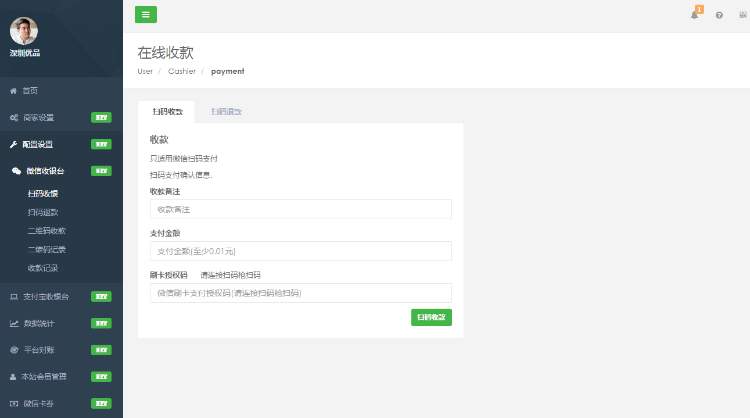 深圳优品
首页
商家设置 NEW
配置设置 NEW
微信收银台 NEW
扫码收银
扫码退款
二维码收款
二维码记录
收款记录
支付宝收银台 NEW
数据统计 NEW
平台对账 NEW
本站会员管理 NEW
微信卡券 NEW
1
在线收款
User / Cashier / payment
扫码收款 扫码退款
收款
只适用微信扫码支付
扫码支付确认信息.
收款备注
收款备注
支付金额
支付金额(至少0.01元)
刷卡授权码 请连接扫码枪扫码
微信刷卡支付授权码(请连接扫码枪扫码)
扫码收款